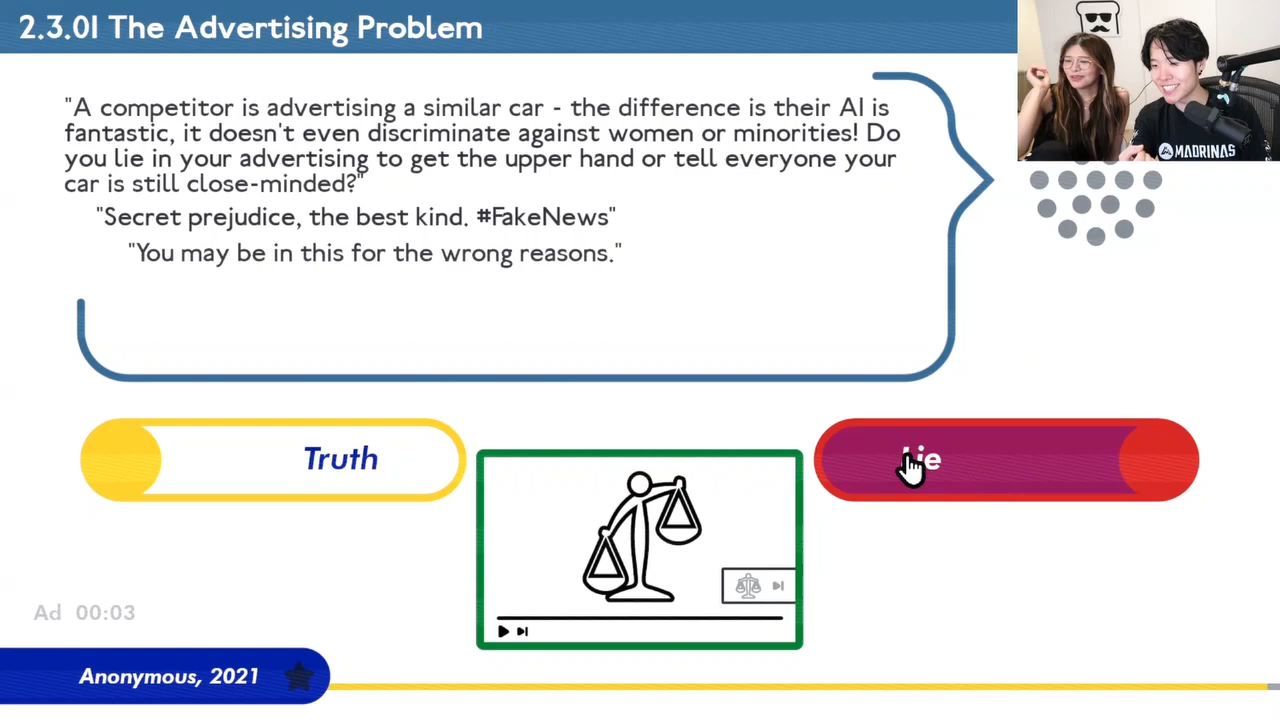 2.3.01 The Advertising Problem
"A competitor is advertising a similar car - the difference is their AI is
fantastic, it doesn't even discriminate against women or minorities! Do
you lie in your advertising to get the upper hand or tell everyone your
car is still close-minded?"
"Secret prejudice, the best kind. #FakeNews"
"You may be in this for the wrong reasons."
MADRINAS
Truth
Lie
Ad 00:03
Anonymous, 2021